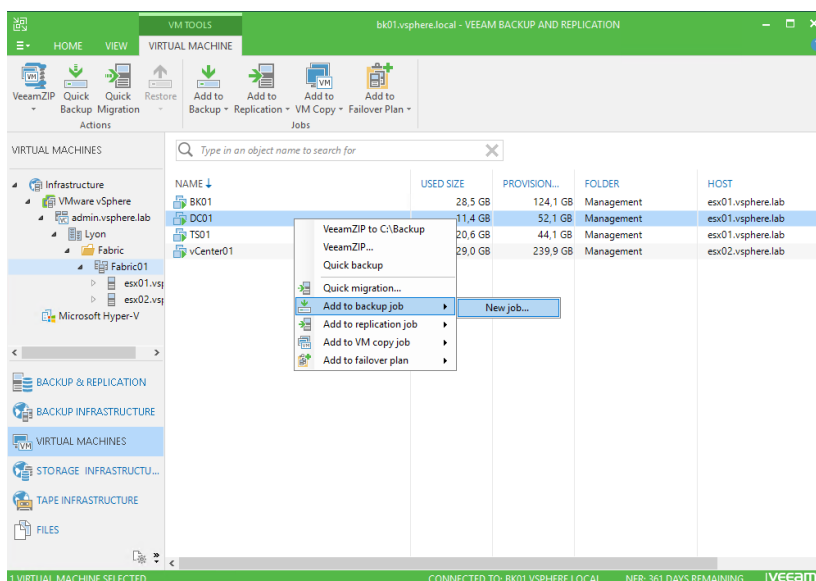 VM TOOLS
bk01.vsphere.local - VEEAM BACKUP AND REPLICATION
HOME VIEW VIRTUAL MACHINE
VeeamZIP
Quick Backup
Quick Migration
Restore
Add to Backup
Add to Replication
Add to VM Copy
Add to Failover Plan
Actions
Jobs
VIRTUAL MACHINES
Type in an object name to search for
Infrastructure
VMware vSphere
admin.vsphere.lab
Lyon
Fabric
Fabric01
esx01.vsp
esx02.vsp
Microsoft Hyper-V
NAME USED SIZE PROVISION... FOLDER HOST
BK01 28,5 GB 124,1 GB Management esx01.vsphere.lab
DC01 11,4 GB 52,1 GB Management esx01.vsphere.lab
TS01 20,6 GB 44,1 GB Management esx01.vsphere.lab
vCenter01 29,0 GB 239,9 GB Management esx02.vsphere.lab
VeeamZIP to C:\Backup
VeeamZIP...
Quick backup
Quick migration...
Add to backup job
New job...
Add to replication job
Add to VM copy job
Add to failover plan
BACKUP & REPLICATION
BACKUP INFRASTRUCTURE
VIRTUAL MACHINES
STORAGE INFRASTRUCTU...
TAPE INFRASTRUCTURE
FILES
1 VIRTUAL MACHINE SELECTED
CONNECTED TO: BK01.VSPHERE.LOCAL
NFR: 361 DAYS REMAINING
veeam